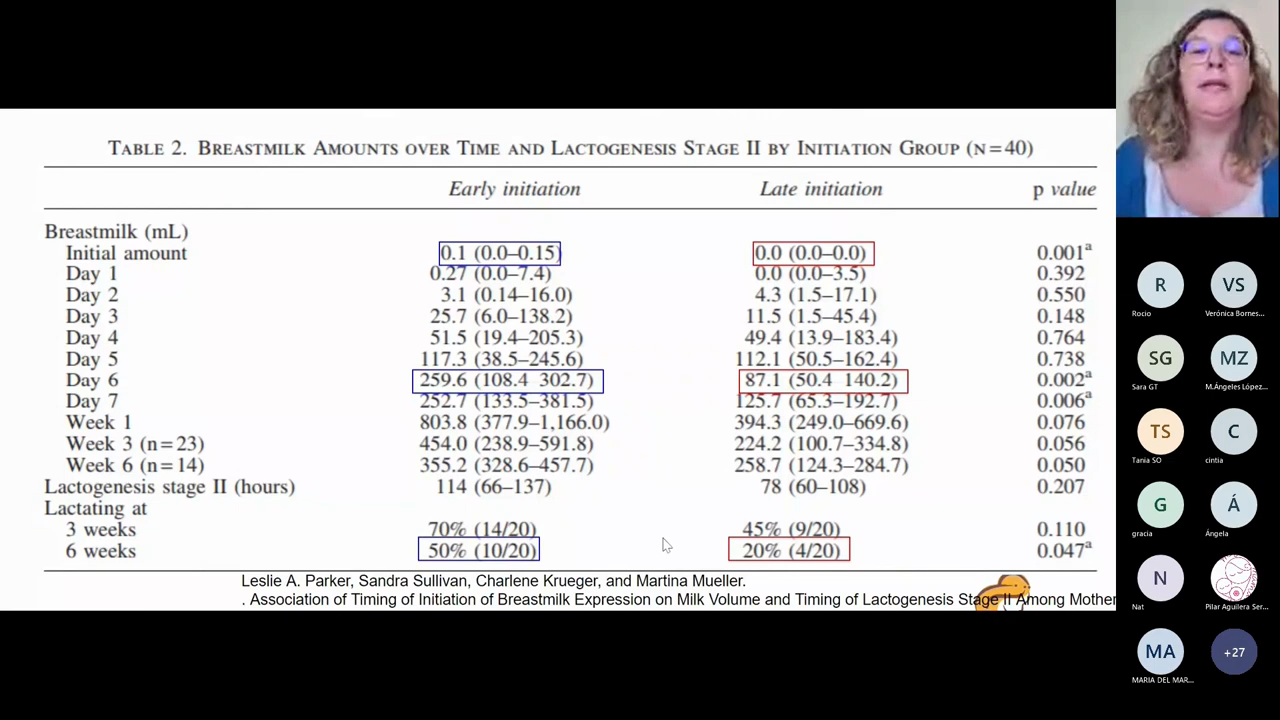 TABLE 2. BREASTMILK AMOUNTS OVER TIME AND LACTOGENESIS STAGE II BY INITIATION GROUP (N=40)
Early initiation Late initiation p value
Breastmilk (mL)
Initial amount 0.1 (0.0–0.15) 0.0 (0.0–0.0) 0.001a
Day 1 0.27 (0.0–7.4) 0.0 (0.0–3.5) 0.392
Day 2 3.1 (0.14–16.0) 4.3 (1.5–17.1) 0.550
Day 3 25.7 (6.0–138.2) 11.5 (1.5–45.4) 0.148
Day 4 51.5 (19.4–205.3) 49.4 (13.9–183.4) 0.764
Day 5 117.3 (38.5–245.6) 112.1 (50.5–162.4) 0.738
Day 6 259.6 (108.4 302.7) 87.1 (50.4 140.2) 0.002a
Day 7 252.7 (133.5–381.5) 125.7 (65.3–192.7) 0.006a
Week 1 803.8 (377.9–1,166.0) 394.3 (249.0–669.6) 0.076
Week 3 (n=23) 454.0 (238.9–591.8) 224.2 (100.7–334.8) 0.056
Week 6 (n=14) 355.2 (328.6–457.7) 258.7 (124.3–284.7) 0.050
Lactogenesis stage II (hours) 114 (66–137) 78 (60–108) 0.207
Lactating at
3 weeks 70% (14/20) 45% (9/20) 0.110
6 weeks 50% (10/20) 20% (4/20) 0.047a
Leslie A. Parker, Sandra Sullivan, Charlene Krueger, and Martina Mueller.
. Association of Timing of Initiation of Breastmilk Expression on Milk Volume and Timing of Lactogenesis Stage II Among Mother
R VS
Rocio Verónica Bornes...
SG MZ
Sara GT M.Ángeles López...
TS C
Tania SO cintia
G Á
gracia Ángela
N
Nat Pilar Aguilera Ser...
MA +27
MARIA DEL MAR...